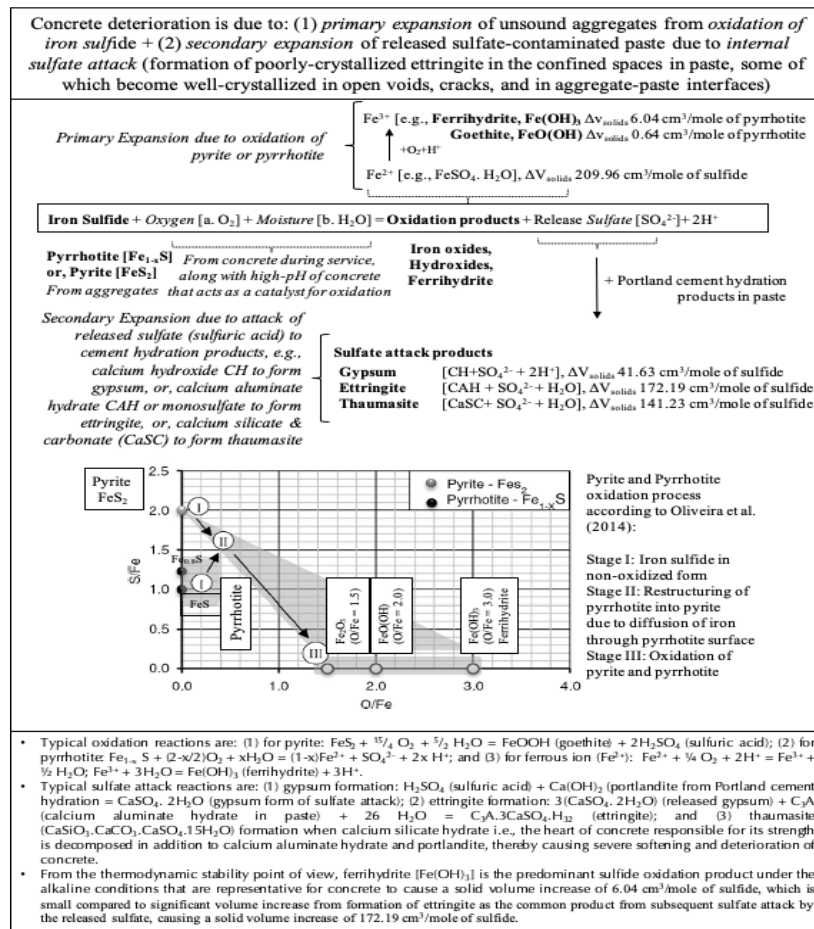 Concrete deterioration is due to: (1) primary expansion of unsound aggregates from oxidation of
iron sulfide + (2) secondary expansion of released sulfate-contaminated paste due to internal
sulfate attack (formation of poorly-crystallized ettringite in the confined spaces in paste, some of
which become well-crystallized in open voids, cracks, and in aggregate-paste interfaces)
Primary Expansion due to oxidation of
pyrite or pyrrhotite
Fe³⁺ [e.g., Ferrihydrite, Fe(OH)₃ Δv solids 6.04 cm³/mole of pyrrhotite
Goethite, FeO(OH) Δv solids 0.64 cm³/mole of pyrrhotite
+O₂+H⁺
Fe²⁺ [e.g., FeSO₄. H₂O], ΔV solids 209.96 cm³/mole of sulfide
Iron Sulfide + Oxygen [a. O₂] + Moisture [b. H₂O] = Oxidation products + Release Sulfate [SO₄²⁻]+ 2H⁺
Pyrrhotite [Fe₁₋ₓS]
or, Pyrite [FeS₂]
From aggregates
From concrete during service,
along with high-pH of concrete
that acts as a catalyst for oxidation
Iron oxides,
Hydroxides,
Ferrihydrite
+ Portland cement hydration
products in paste
Secondary Expansion due to attack of
released sulfate (sulfuric acid) to
cement hydration products, e.g.,
calcium hydroxide CH to form
gypsum, or, calcium aluminate
hydrate CAH or monosulfate to form
ettringite, or, calcium silicate &
carbonate (CaSC) to form thaumasite
Sulfate attack products
Gypsum [CH+SO₄²⁻ + 2H⁺], ΔV solids 41.63 cm³/mole of sulfide
Ettringite [CAH + SO₄²⁻ + H₂O], ΔV solids 172.19 cm³/mole of sulfide
Thaumasite [CaSC+ SO₄²⁻ + H₂O], ΔV solids 141.23 cm³/mole of sulfide
Pyrite
FeS₂
S/Fe
2.5
2.0
1.5
1.0
0.5
0.0
I
II
I
III
Fe₀.₈S
FeS
Pyrrhotite
Pyrite - Fes₂
Pyrrhotite - Fe₁₋ₓS
Fe₂O₃
(O/Fe = 1.5)
FeO(OH)
(O/Fe = 2.0)
Fe(OH)₃
(O/Fe = 3.0)
Ferrihydrite
0.0 1.0 2.0 3.0 4.0
O/Fe
Pyrite and Pyrrhotite
oxidation process
according to Oliveira et al.
(2014):
Stage I: Iron sulfide in
non-oxidized form
Stage II: Restructuring of
pyrrhotite into pyrite
due to diffusion of iron
through pyrrhotite surface
Stage III: Oxidation of
pyrite and pyrrhotite
• Typical oxidation reactions are: (1) for pyrite: FeS₂ + ¹⁵/₄ O₂ + ⁵/₂ H₂O = FeOOH (goethite) + 2H₂SO₄ (sulfuric acid); (2) for
pyrrhotite: Fe₁₋ₓ S + (2-x/2)O₂ + xH₂O = (1-x)Fe²⁺ + SO₄²⁻ + 2x H⁺; and (3) for ferrous ion (Fe²⁺): Fe²⁺ + ¼ O₂ + 2H⁺ = Fe³⁺ +
½ H₂O; Fe³⁺ + 3H₂O = Fe(OH)₃ (ferrihydrite) + 3H⁺.
• Typical sulfate attack reactions are: (1) gypsum formation: H₂SO₄ (sulfuric acid) + Ca(OH)₂ (portlandite from Portland cement
hydration = CaSO₄. 2H₂O (gypsum form of sulfate attack); (2) ettringite formation: 3(CaSO₄. 2H₂O) (released gypsum) + C₃A
(calcium aluminate hydrate in paste) + 26 H₂O = C₃A.3CaSO₄.H₃₂ (ettringite); and (3) thaumasite
(CaSiO₃.CaCO₃.CaSO₄.15H₂O) formation when calcium silicate hydrate i.e., the heart of concrete responsible for its strength
is decomposed in addition to calcium aluminate hydrate and portlandite, thereby causing severe softening and deterioration of
concrete.
• From the thermodynamic stability point of view, ferrihydrite [Fe(OH)₃] is the predominant sulfide oxidation product under the
alkaline conditions that are representative for concrete to cause a solid volume increase of 6.04 cm³/mole of sulfide, which is
small compared to significant volume increase from formation of ettringite as the common product from subsequent sulfate attack by
the released sulfate, causing a solid volume increase of 172.19 cm³/mole of sulfide.